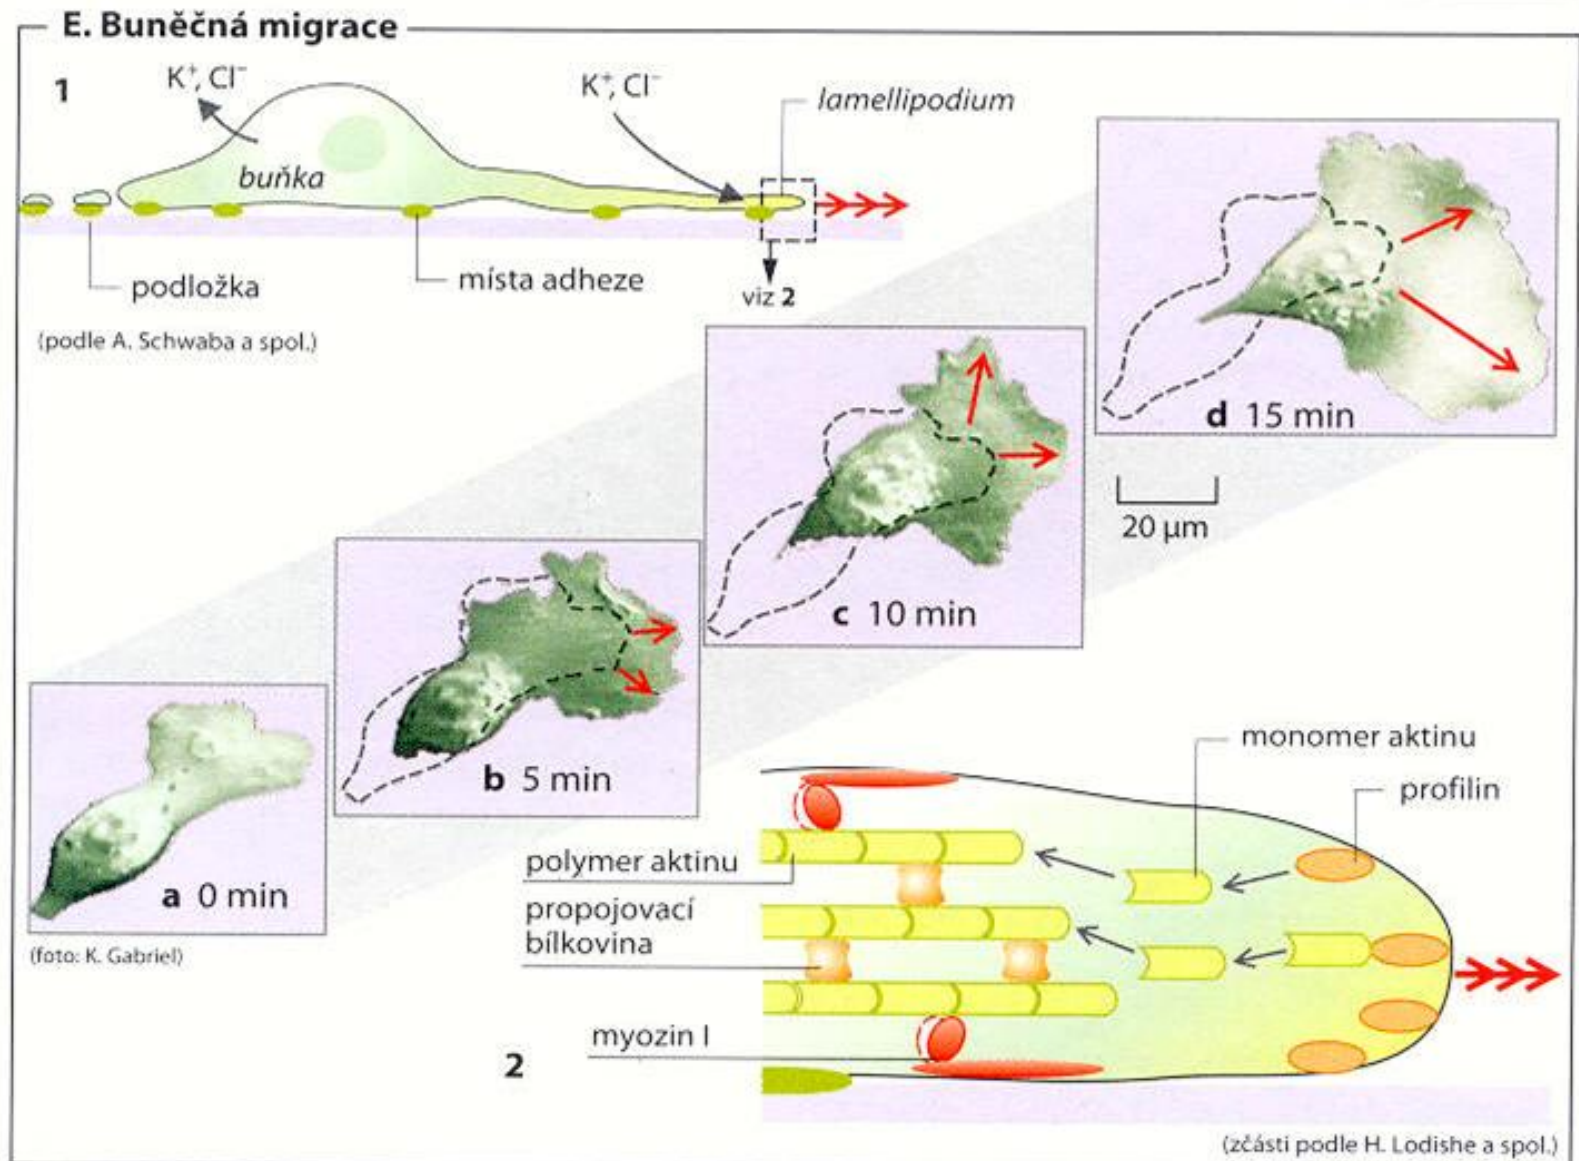 E. Buněčná migrace
1
K⁺, Cl⁻
K⁺, Cl⁻
lamellipodium
buňka
podložka
místa adheze
viz 2
(podle A. Schwaba a spol.)
d 15 min
20 µm
c 10 min
b 5 min
a 0 min
(foto: K. Gabriel)
monomer aktinu
profilin
polymer aktinu
propojovací
bílkovina
myozin I
2
(zčásti podle H. Lodishe a spol.)